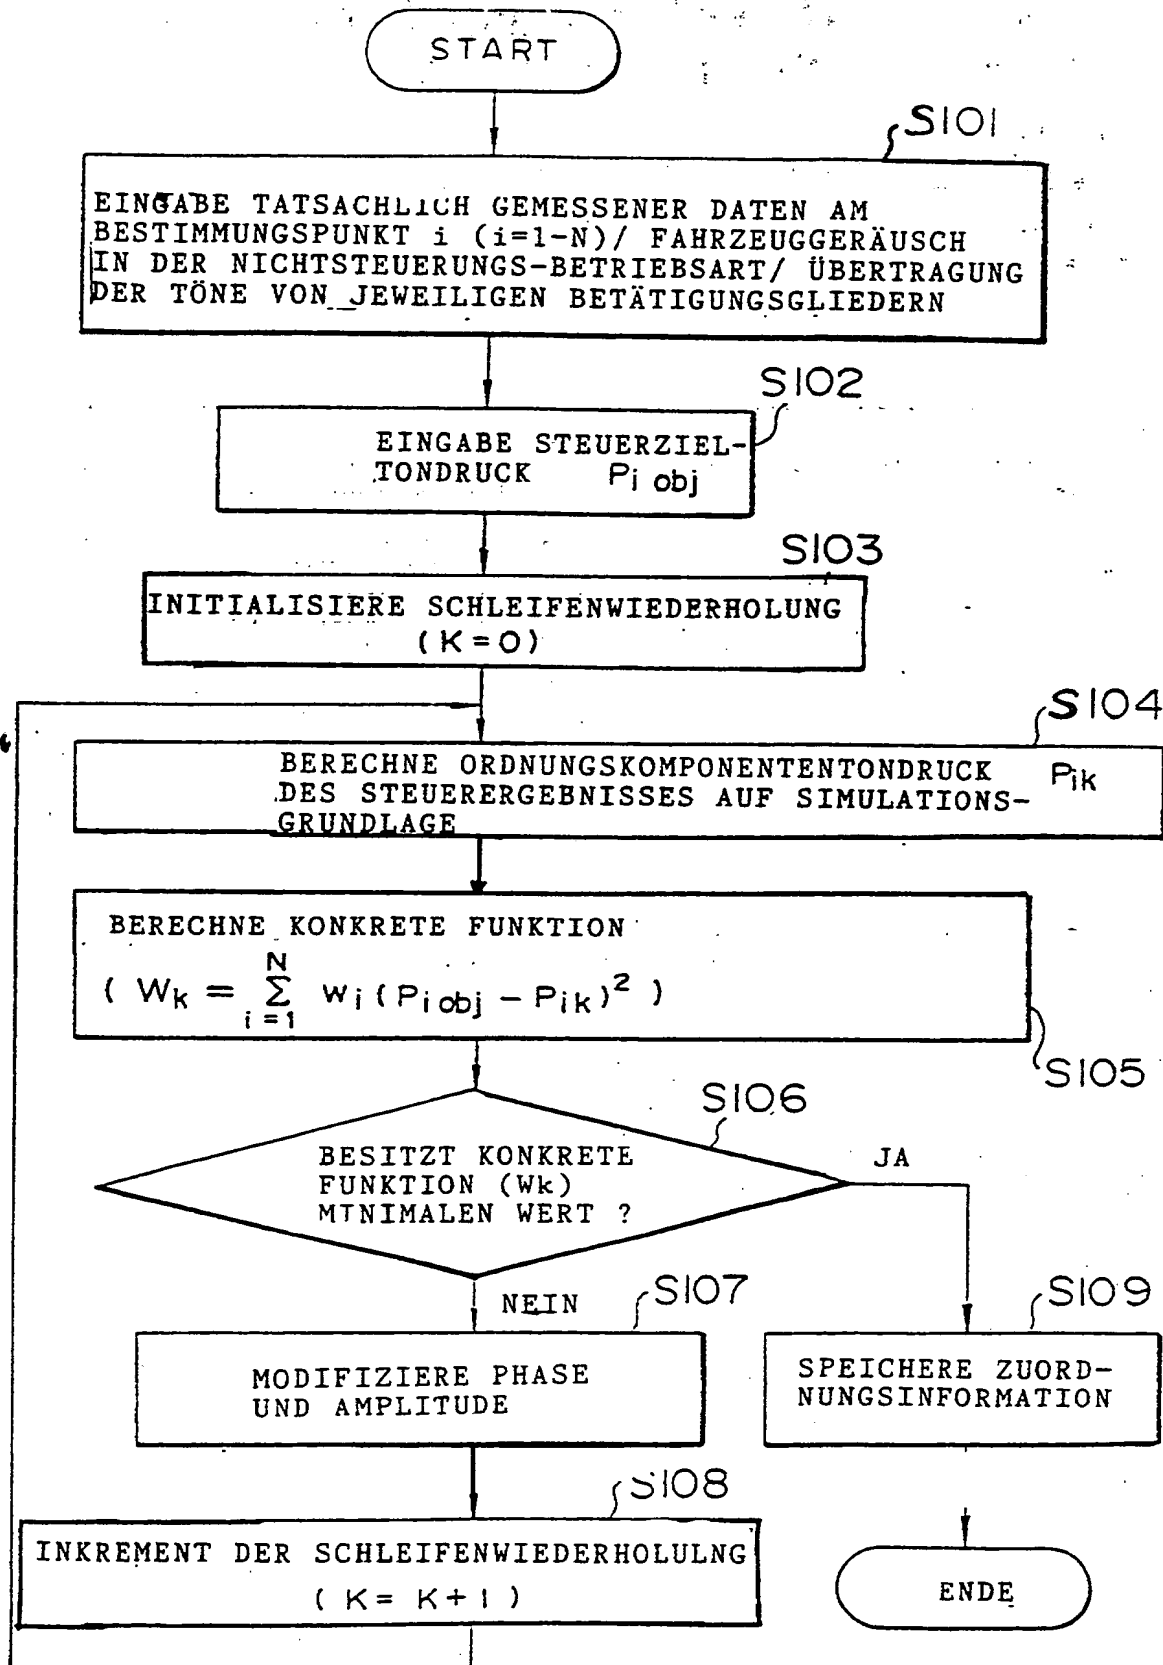 START
S101
EINGABE TATSACHLICH GEMESSENER DATEN AM
BESTIMMUNGSPUNKT i (i=1-N)/ FAHRZEUGGERÄUSCH
IN DER NICHTSTEUERUNGS-BETRIEBSART/ ÜBERTRAGUNG
DER TÖNE VON JEWEILIGEN BETÄTIGUNGSGLIEDERN
S102
EINGABE STEUERZIEL-
TONDRUCK Pi obj
S103
INITIALISIERE SCHLEIFENWIEDERHOLUNG
(K=0)
S104
BERECHNE ORDNUNGSKOMPONENTENTONDRUCK Pik
DES STEUERERGEBNISSES AUF SIMULATIONS-
GRUNDLAGE
BERECHNE KONKRETE FUNKTION
( Wk = N∑i=1 wi (Pi obj - Pik)² )
S105
S106
BESITZT KONKRETE
FUNKTION (Wk)
MINIMALEN WERT ?
JA
NEIN
S107
MODIFIZIERE PHASE
UND AMPLITUDE
S109
SPEICHERE ZUORD-
NUNGSINFORMATION
S108
INKREMENT DER SCHLEIFENWIEDERHOLULNG
( K= K+1 )
ENDE